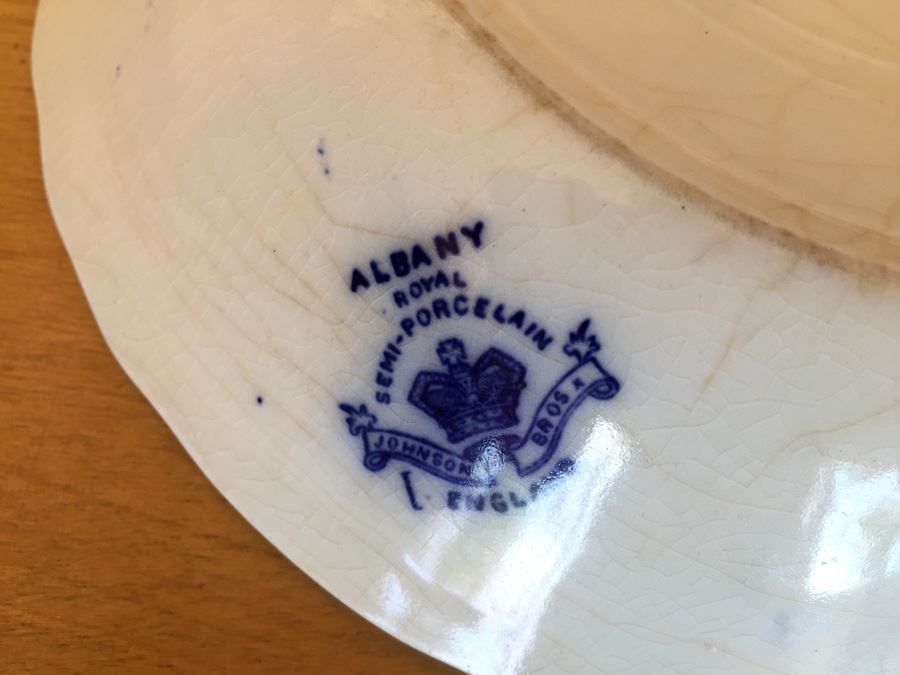 ALBANY
ROYAL
SEMI-PORCELAIN
JOHNSON BROS
ENGLAND